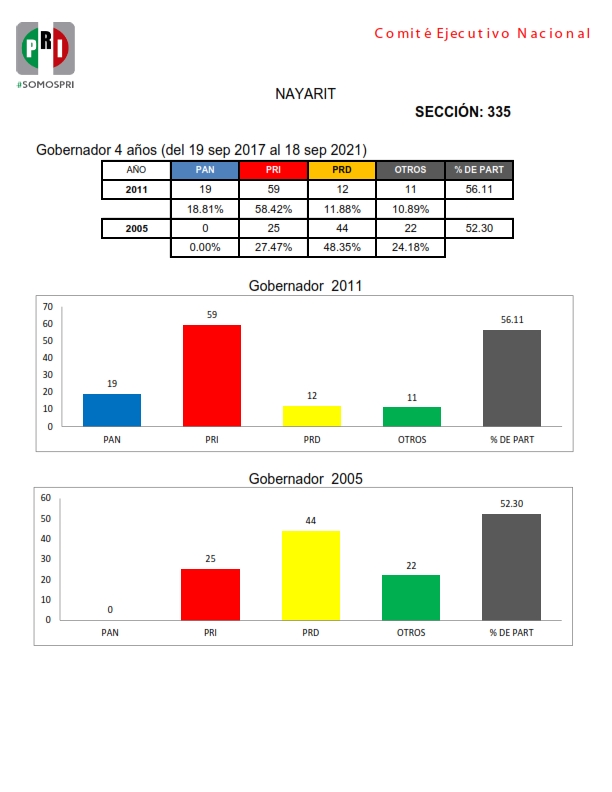 PRI
#SOMOSPRI
Comité Ejecutivo Nacional
NAYARIT
SECCIÓN: 335
Gobernador 4 años (del 19 sep 2017 al 18 sep 2021)
AÑO PAN PRI PRD OTROS % DE PART
2011 19 59 12 11 56.11
18.81% 58.42% 11.88% 10.89%
2005 0 25 44 22 52.30
0.00% 27.47% 48.35% 24.18%
Gobernador 2011
70
60
50
40
30
20
10
0
19
59
12
11
56.11
PAN PRI PRD OTROS % DE PART
Gobernador 2005
60
50
40
30
20
10
0
0
25
44
22
52.30
PAN PRI PRD OTROS % DE PART